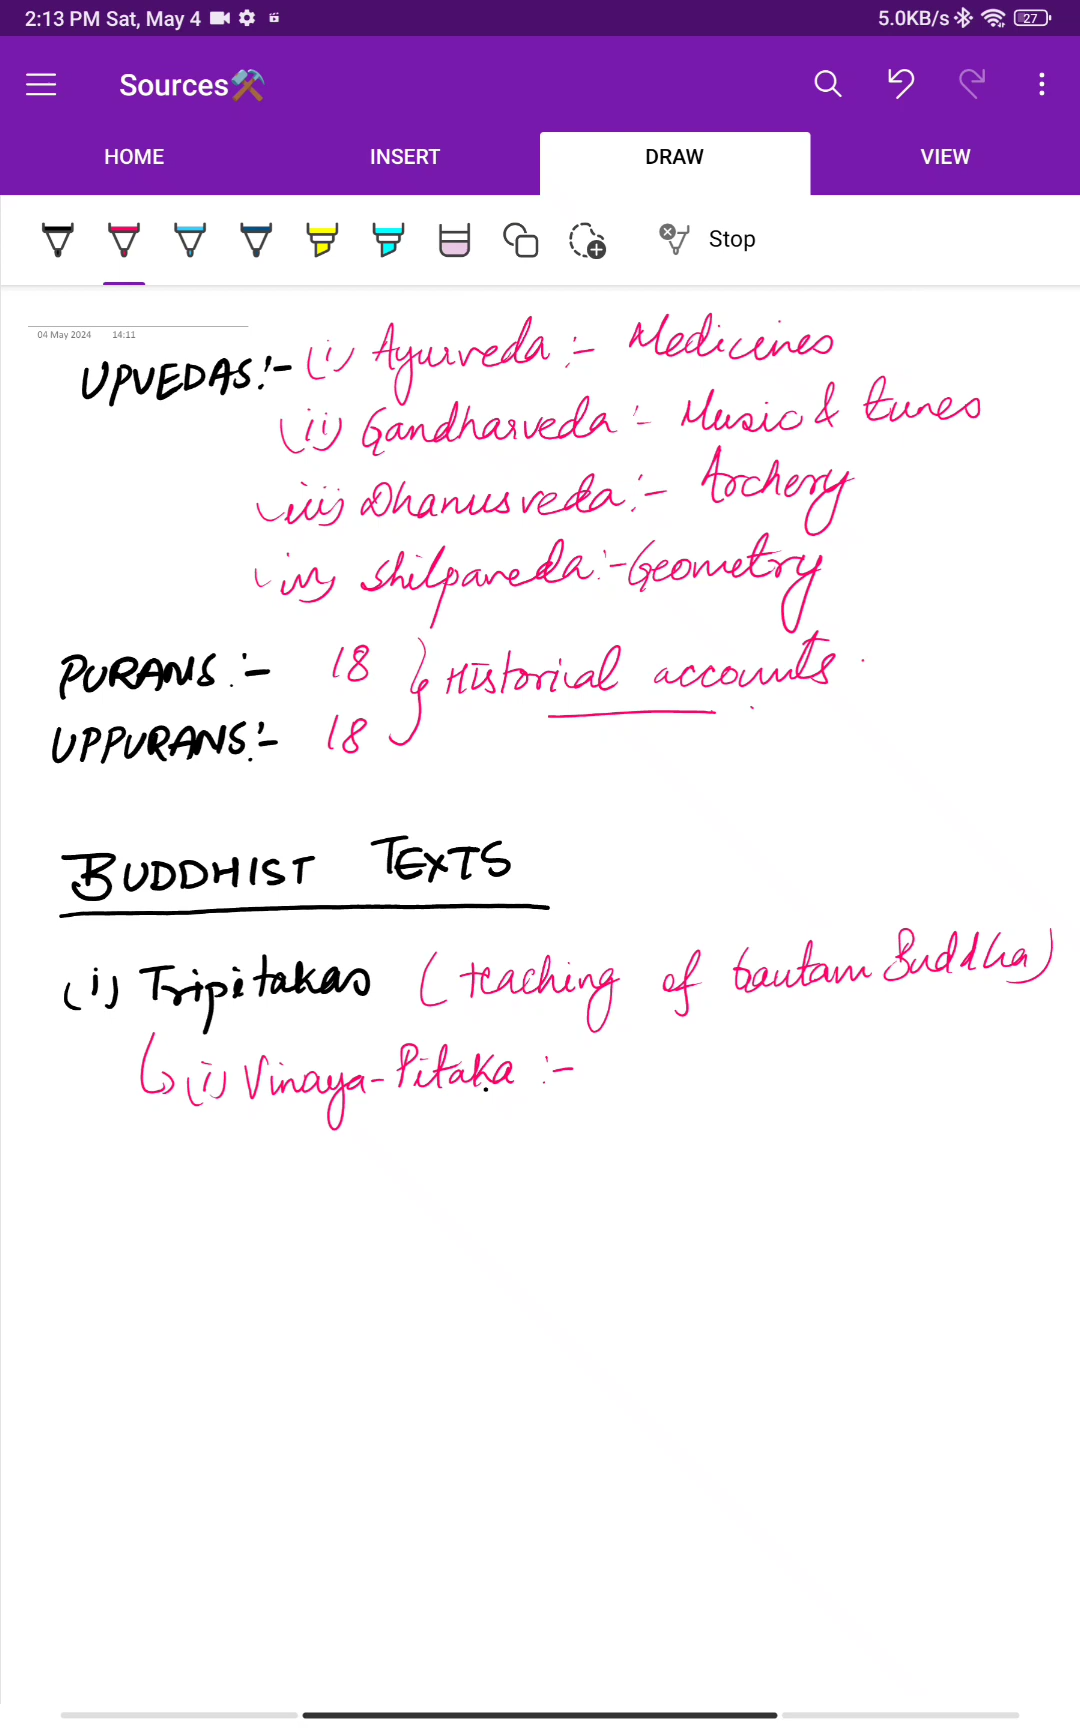 2:13 PM Sat, May 4 5.0KB/s 27
Sources
HOME INSERT DRAW VIEW
Stop
04 May 2024 14:11
UPVEDAS:- (i) Ayurveda:- Medicines
(ii) Gandharveda:- Music & tunes
(iii) Dhanusveda:- Archery
(iv) Shilpaveda:- Geometry
PURANS:- 18
} Historical accounts
UPPURANS:- 18
BUDDHIST TEXTS
(i) Tripitakas (teaching of Gautam Buddha)
↳ (i) Vinaya-Pitaka :-